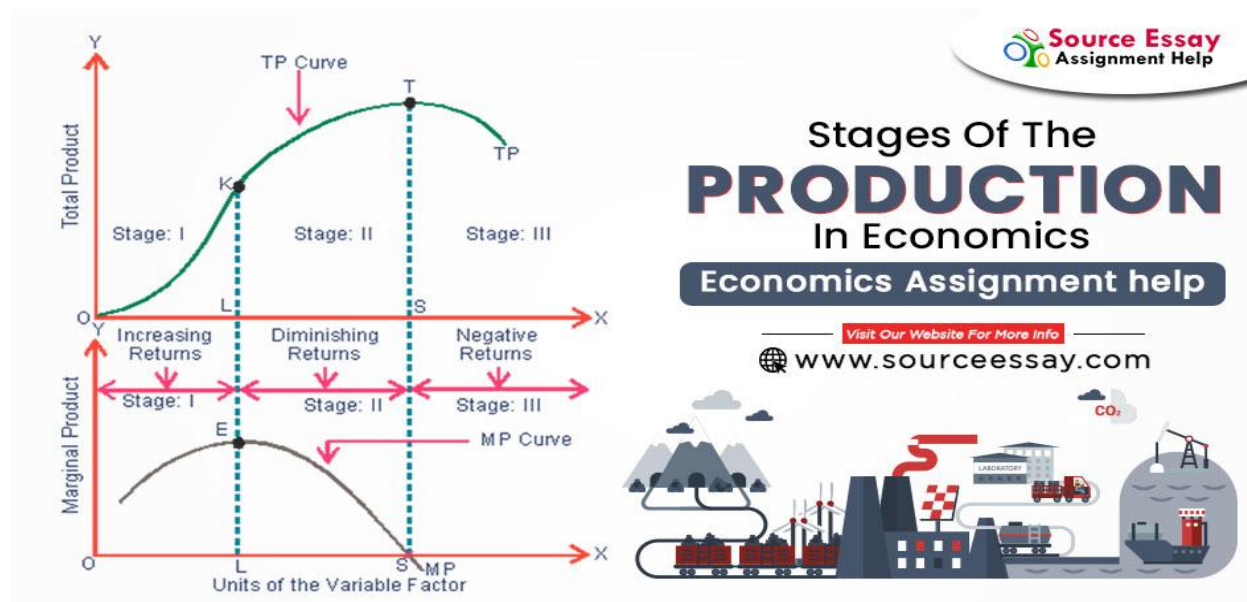 Y
TP Curve
T
TP
K
Total Product
Stage: I
Stage: II
Stage: III
L
S
O
X
Y
Increasing
Returns
Diminishing
Returns
Negative
Returns
Stage: I
Stage: II
Stage: III
E
MP Curve
Marginal Product
O
L
S
MP
X
Units of the Variable Factor
Source Essay
Assignment Help
Stages Of The
PRODUCTION
In Economics
Economics Assignment help
Visit Our Website For More Info
www.sourceessay.com
CO₂
LABORATORY